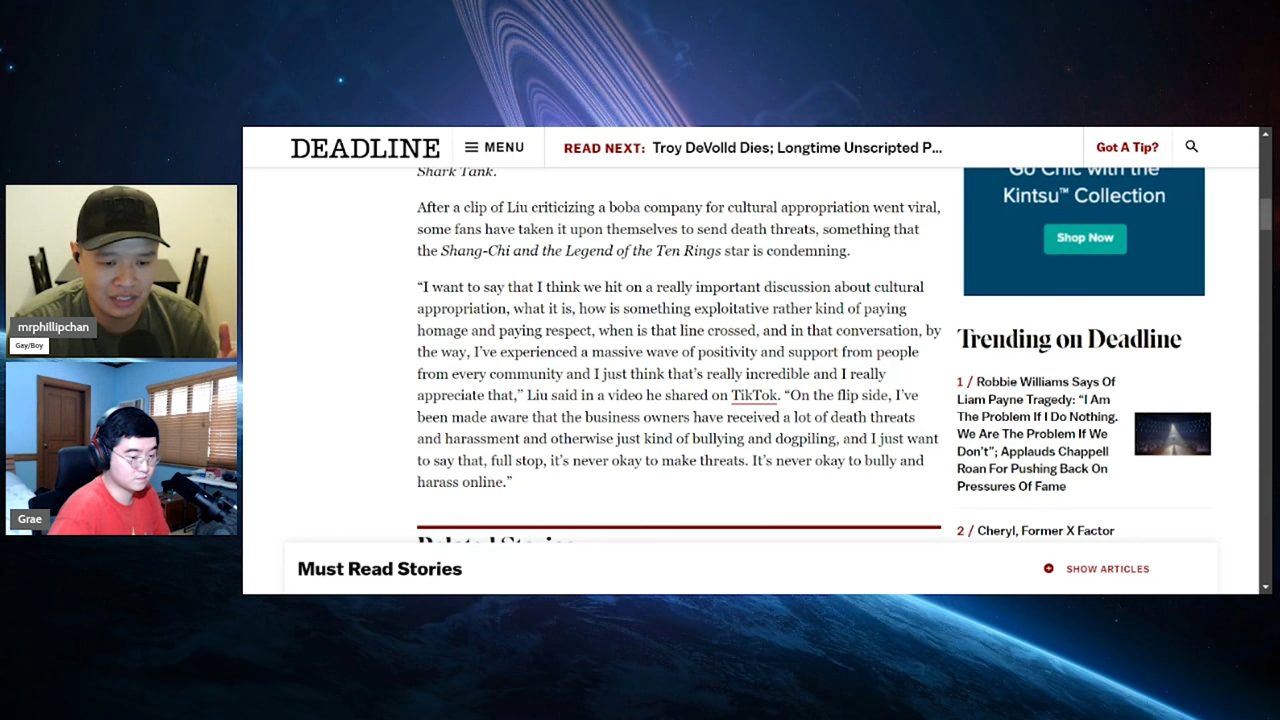 DEADLINE
MENU
READ NEXT: Troy DeVolld Dies; Longtime Unscripted P...
Got A Tip?
Shark Tank.
After a clip of Liu criticizing a boba company for cultural appropriation went viral,
some fans have taken it upon themselves to send death threats, something that
the Shang-Chi and the Legend of the Ten Rings star is condemning.
“I want to say that I think we hit on a really important discussion about cultural
appropriation, what it is, how is something exploitative rather kind of paying
homage and paying respect, when is that line crossed, and in that conversation, by
the way, I’ve experienced a massive wave of positivity and support from people
from every community and I just think that’s really incredible and I really
appreciate that,” Liu said in a video he shared on TikTok. “On the flip side, I’ve
been made aware that the business owners have received a lot of death threats
and harassment and otherwise just kind of bullying and dogpiling, and I just want
to say that, full stop, it’s never okay to make threats. It’s never okay to bully and
harass online.”
Related Stories
Go Chic with the
Kintsu™ Collection
Shop Now
Trending on Deadline
1 / Robbie Williams Says Of
Liam Payne Tragedy: “I Am
The Problem If I Do Nothing.
We Are The Problem If We
Don’t”; Applauds Chappell
Roan For Pushing Back On
Pressures Of Fame
2 / Cheryl, Former X Factor
Must Read Stories
SHOW ARTICLES
mrphillipchan
Gay/Boy
Grae